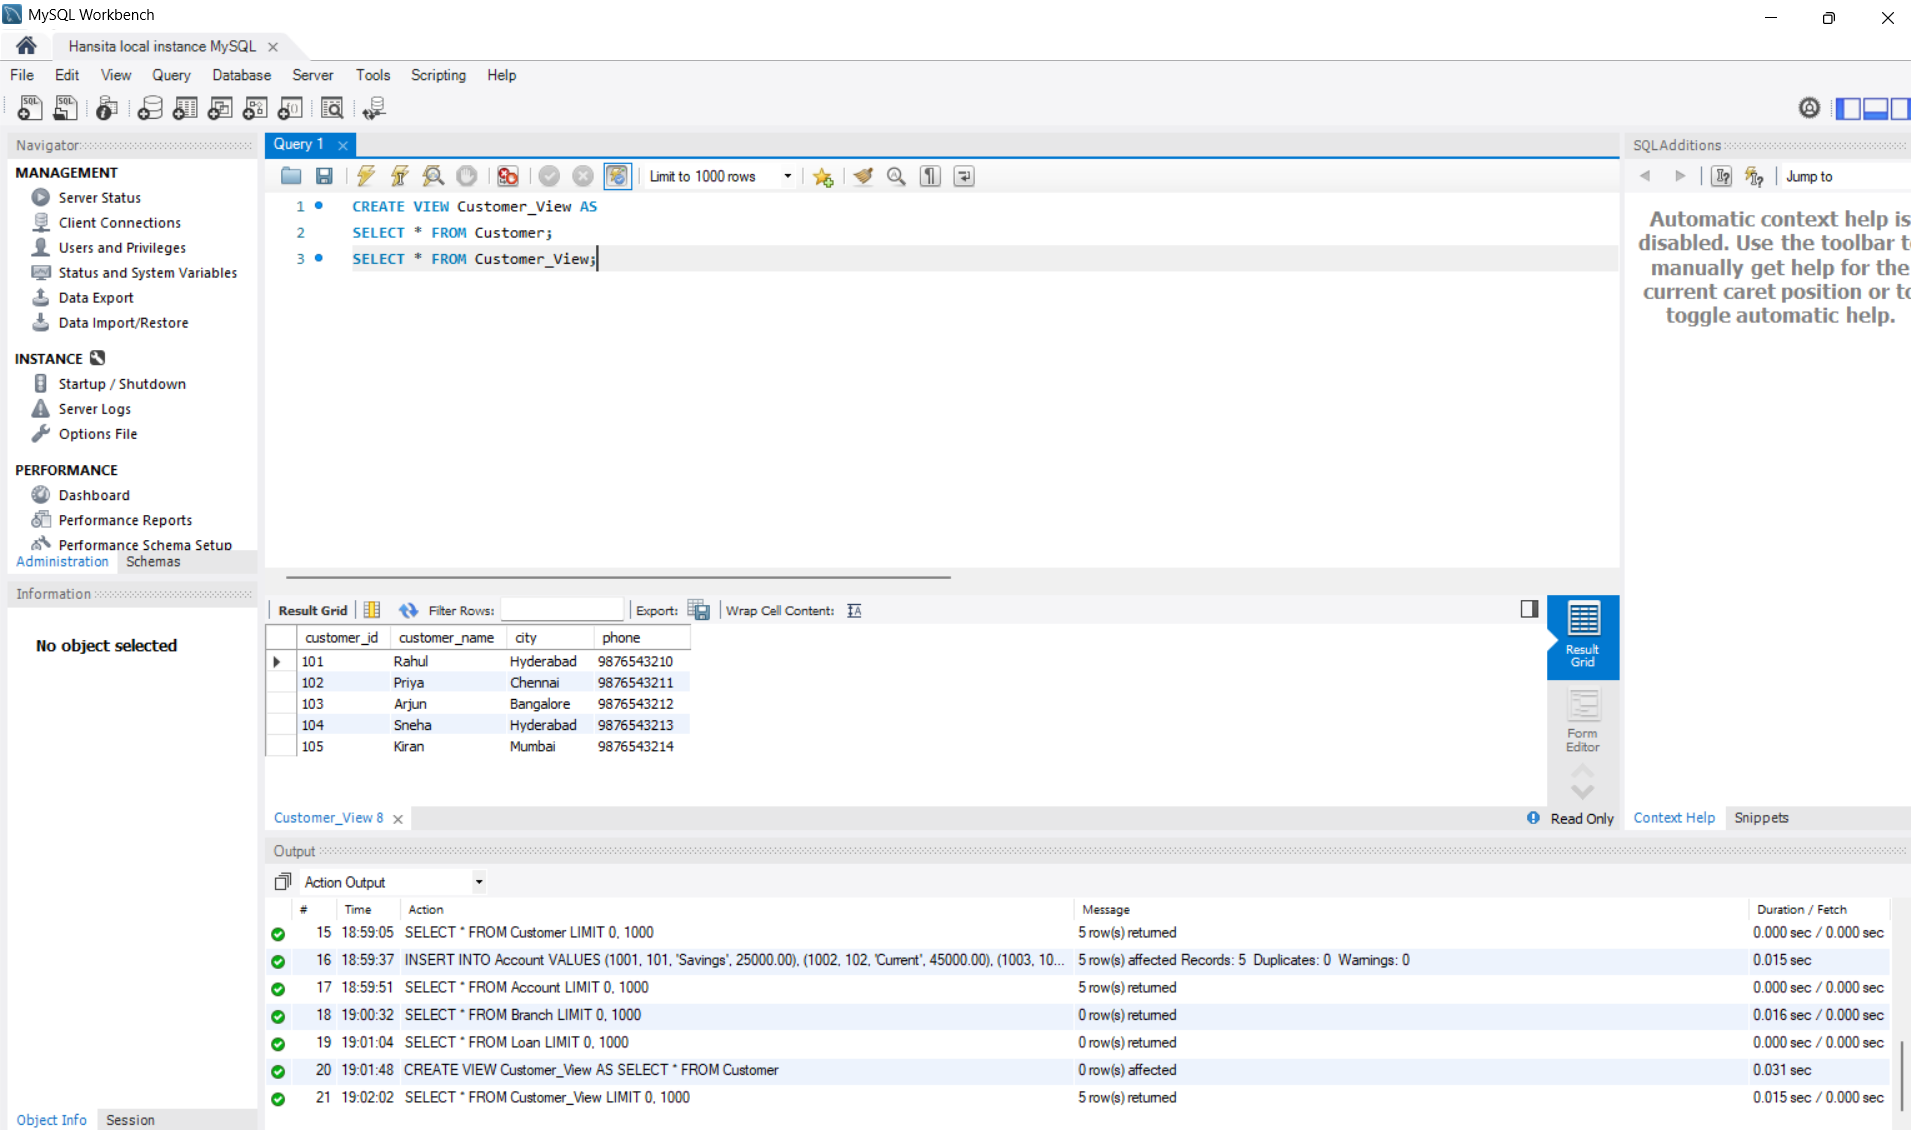 MySQL Workbench
Hansita local instance MySQL
File Edit View Query Database Server Tools Scripting Help
Navigator
MANAGEMENT
Server Status
Client Connections
Users and Privileges
Status and System Variables
Data Export
Data Import/Restore
INSTANCE
Startup / Shutdown
Server Logs
Options File
PERFORMANCE
Dashboard
Performance Reports
Performance Schema Setup
Administration Schemas
Information
No object selected
Object Info Session
Query 1
Limit to 1000 rows
1 CREATE VIEW Customer_View AS
2 SELECT * FROM Customer;
3 SELECT * FROM Customer_View;
Result Grid Filter Rows: Export: Wrap Cell Content:
customer_id customer_name city phone
101 Rahul Hyderabad 9876543210
102 Priya Chennai 9876543211
103 Arjun Bangalore 9876543212
104 Sneha Hyderabad 9876543213
105 Kiran Mumbai 9876543214
Result
Grid
Form
Editor
Customer_View 8
Read Only
SQLAdditions
Jump to
Automatic context help is
disabled. Use the toolbar t
manually get help for the
current caret position or to
toggle automatic help.
Context Help Snippets
Output
Action Output
# Time Action Message Duration / Fetch
15 18:59:05 SELECT * FROM Customer LIMIT 0, 1000 5 row(s) returned 0.000 sec / 0.000 sec
16 18:59:37 INSERT INTO Account VALUES (1001, 101, 'Savings', 25000.00), (1002, 102, 'Current', 45000.00), (1003, 10... 5 row(s) affected Records: 5 Duplicates: 0 Warnings: 0 0.015 sec
17 18:59:51 SELECT * FROM Account LIMIT 0, 1000 5 row(s) returned 0.000 sec / 0.000 sec
18 19:00:32 SELECT * FROM Branch LIMIT 0, 1000 0 row(s) returned 0.016 sec / 0.000 sec
19 19:01:04 SELECT * FROM Loan LIMIT 0, 1000 0 row(s) returned 0.000 sec / 0.000 sec
20 19:01:48 CREATE VIEW Customer_View AS SELECT * FROM Customer 0 row(s) affected 0.031 sec
21 19:02:02 SELECT * FROM Customer_View LIMIT 0, 1000 5 row(s) returned 0.015 sec / 0.000 sec